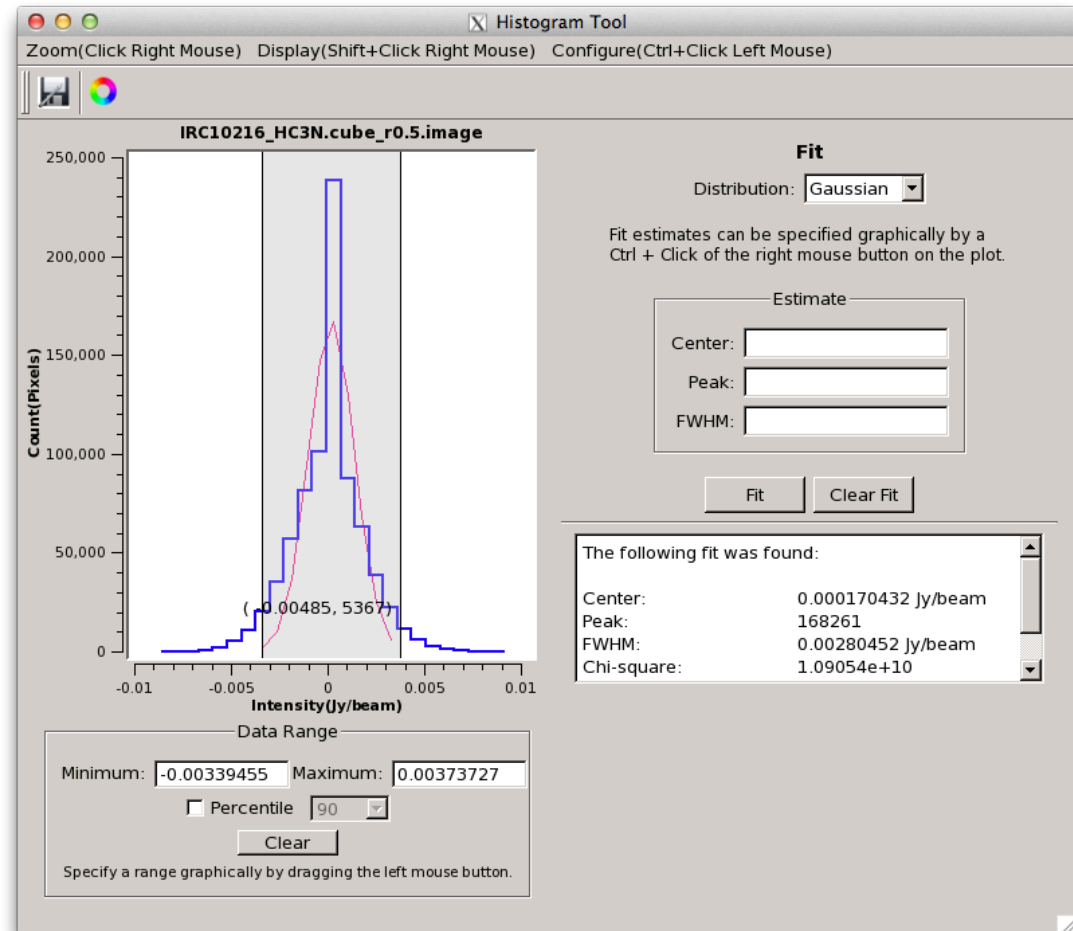 Histogram Tool
Zoom(Click Right Mouse) Display(Shift+Click Right Mouse) Configure(Ctrl+Click Left Mouse)
IRC10216_HC3N.cube_r0.5.image
250,000
200,000
150,000
100,000
50,000
0
Count(Pixels)
( -0.00485, 5367)
-0.01 -0.005 0 0.005 0.01
Intensity(Jy/beam)
Data Range
Minimum: -0.00339455 Maximum: 0.00373727
Percentile 90
Clear
Specify a range graphically by dragging the left mouse button.
Fit
Distribution: Gaussian
Fit estimates can be specified graphically by a
Ctrl + Click of the right mouse button on the plot.
Estimate
Center:
Peak:
FWHM:
Fit Clear Fit
The following fit was found:
Center: 0.000170432 Jy/beam
Peak: 168261
FWHM: 0.00280452 Jy/beam
Chi-square: 1.09054e+10